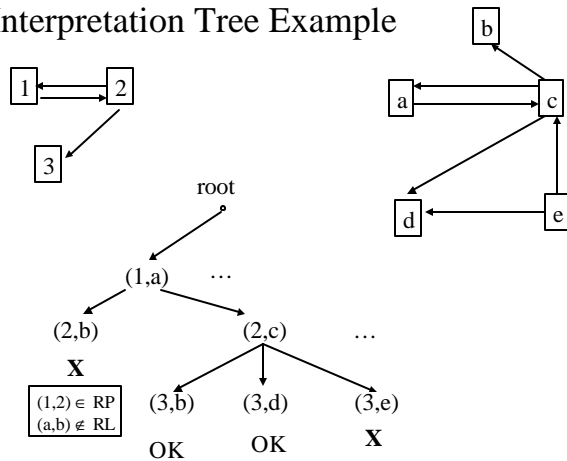 Interpretation Tree Example
b
1 2
a c
3
root
d e
(1,a) …
(2,b) (2,c) …
X
(1,2) ∈ RP
(a,b) ∉ RL
(3,b) (3,d) (3,e)
OK OK X